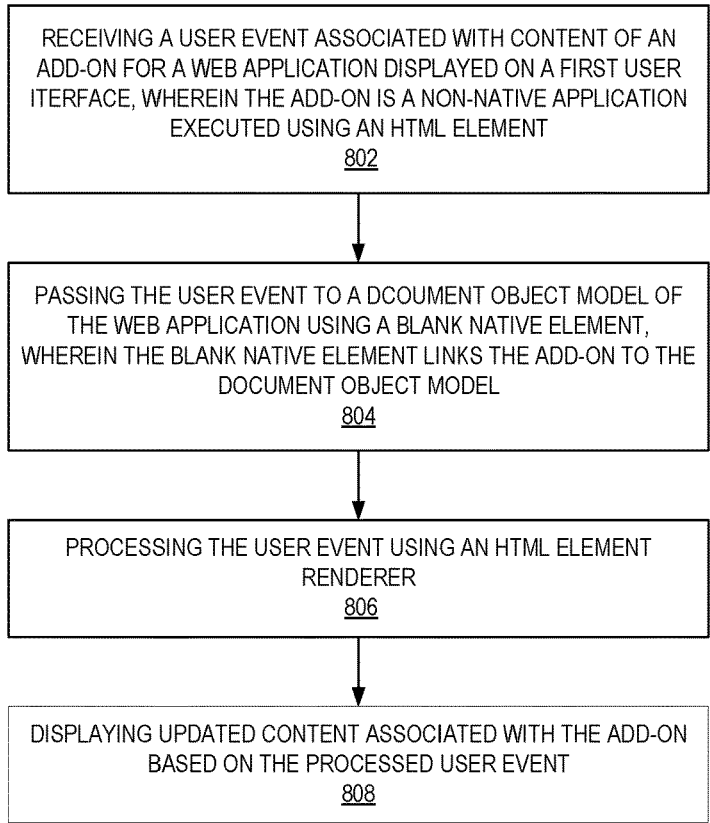 RECEIVING A USER EVENT ASSOCIATED WITH CONTENT OF AN
ADD-ON FOR A WEB APPLICATION DISPLAYED ON A FIRST USER
ITERFACE, WHEREIN THE ADD-ON IS A NON-NATIVE APPLICATION
EXECUTED USING AN HTML ELEMENT
802
PASSING THE USER EVENT TO A DCOUMENT OBJECT MODEL OF
THE WEB APPLICATION USING A BLANK NATIVE ELEMENT,
WHEREIN THE BLANK NATIVE ELEMENT LINKS THE ADD-ON TO THE
DOCUMENT OBJECT MODEL
804
PROCESSING THE USER EVENT USING AN HTML ELEMENT
RENDERER
806
DISPLAYING UPDATED CONTENT ASSOCIATED WITH THE ADD-ON
BASED ON THE PROCESSED USER EVENT
808